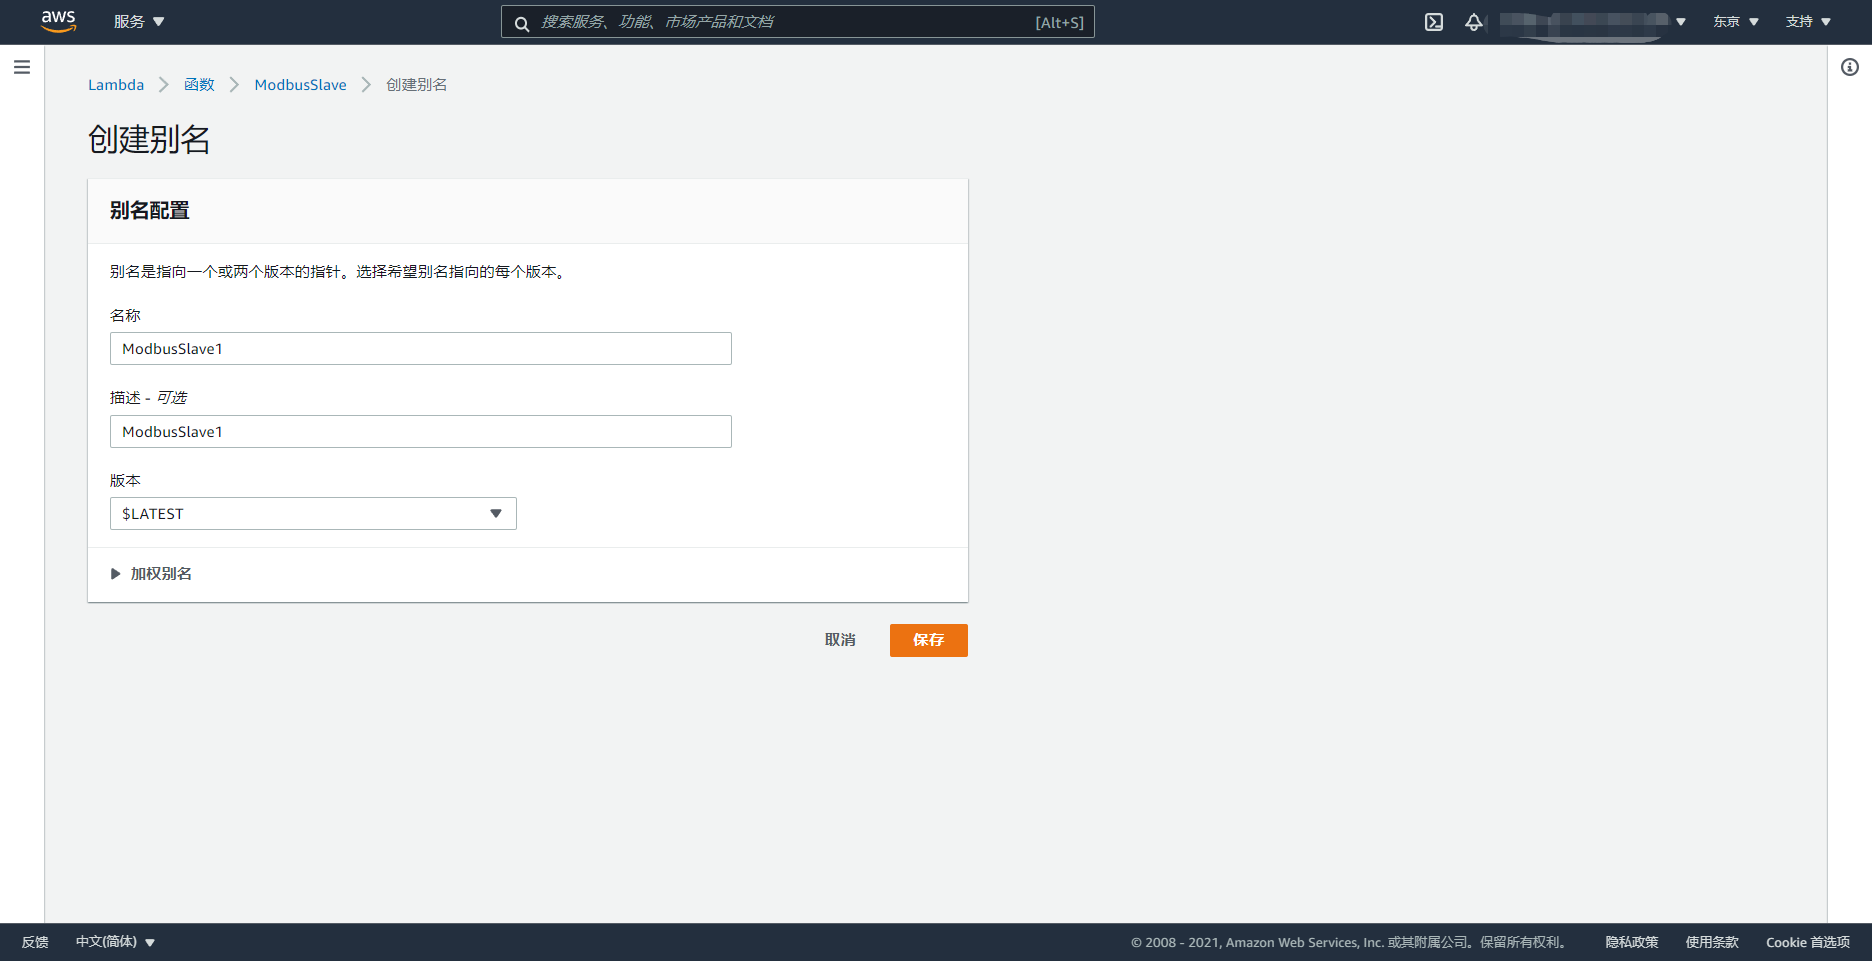 aws 服务 搜索服务、功能、市场产品和文档 [Alt+S] 东京 支持
Lambda 函数 ModbusSlave 创建别名
创建别名
别名配置
别名是指向一个或两个版本的指针。选择希望别名指向的每个版本。
名称
ModbusSlave1
描述 - 可选
ModbusSlave1
版本
$LATEST
加权别名
取消 保存
反馈 中文(简体) © 2008 - 2021, Amazon Web Services, Inc. 或其附属公司。保留所有权利。 隐私政策 使用条款 Cookie 首选项